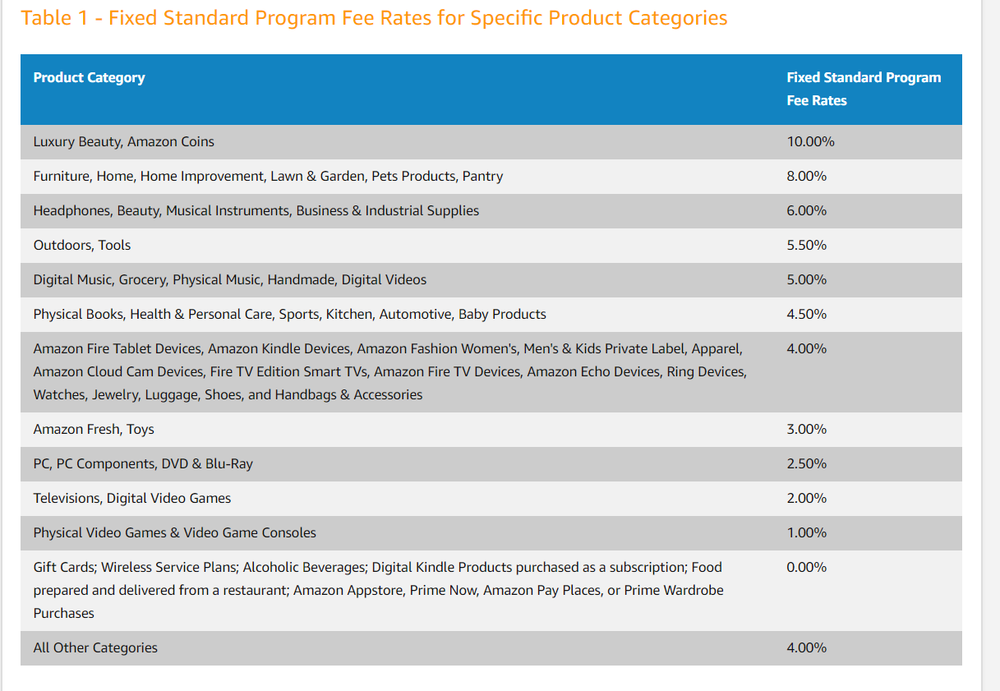 Table 1 - Fixed Standard Program Fee Rates for Specific Product Categories
Product Category
Fixed Standard Program
Fee Rates
Luxury Beauty, Amazon Coins 10.00%
Furniture, Home, Home Improvement, Lawn & Garden, Pets Products, Pantry 8.00%
Headphones, Beauty, Musical Instruments, Business & Industrial Supplies 6.00%
Outdoors, Tools 5.50%
Digital Music, Grocery, Physical Music, Handmade, Digital Videos 5.00%
Physical Books, Health & Personal Care, Sports, Kitchen, Automotive, Baby Products 4.50%
Amazon Fire Tablet Devices, Amazon Kindle Devices, Amazon Fashion Women's, Men's & Kids Private Label, Apparel, 4.00%
Amazon Cloud Cam Devices, Fire TV Edition Smart TVs, Amazon Fire TV Devices, Amazon Echo Devices, Ring Devices,
Watches, Jewelry, Luggage, Shoes, and Handbags & Accessories
Amazon Fresh, Toys 3.00%
PC, PC Components, DVD & Blu-Ray 2.50%
Televisions, Digital Video Games 2.00%
Physical Video Games & Video Game Consoles 1.00%
Gift Cards; Wireless Service Plans; Alcoholic Beverages; Digital Kindle Products purchased as a subscription; Food 0.00%
prepared and delivered from a restaurant; Amazon Appstore, Prime Now, Amazon Pay Places, or Prime Wardrobe
Purchases
All Other Categories 4.00%